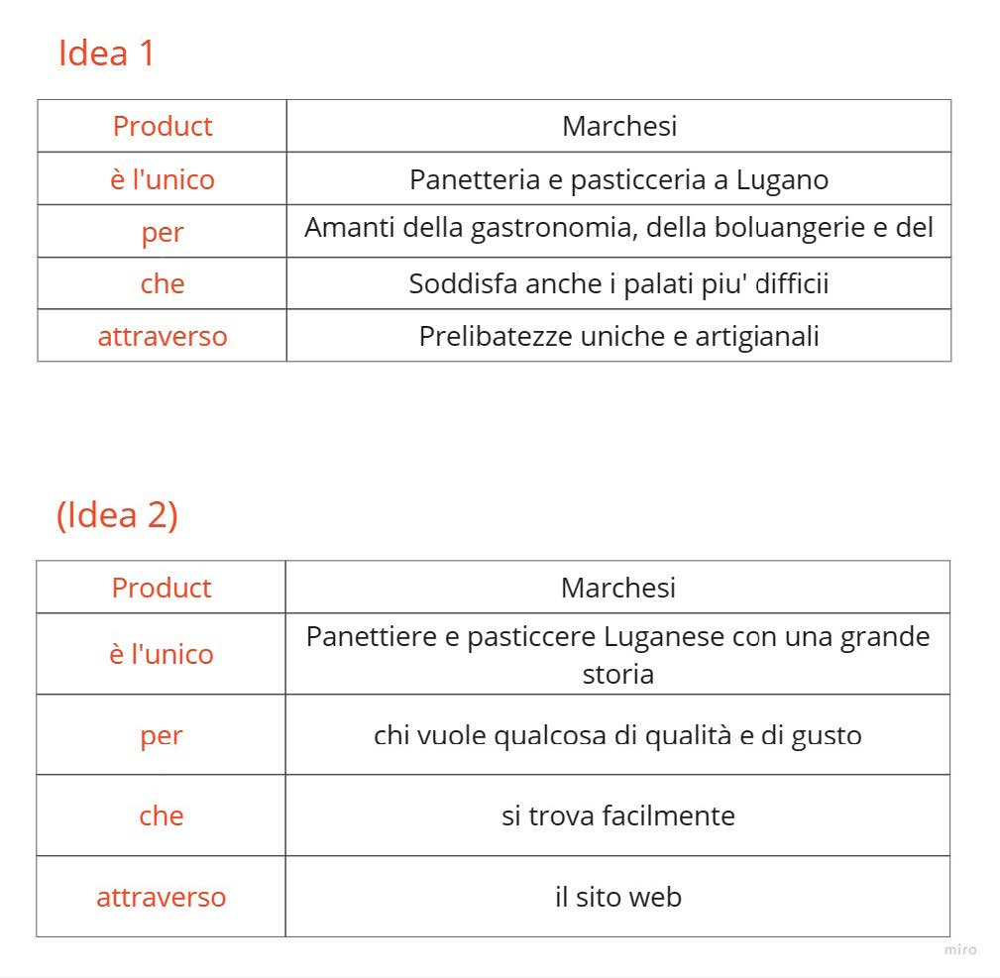 Idea 1
Product Marchesi
è l'unico Panetteria e pasticceria a Lugano
per Amanti della gastronomia, della boluangerie e del
che Soddisfa anche i palati piu' difficii
attraverso Prelibatezze uniche e artigianali
(Idea 2)
Product Marchesi
è l'unico Panettiere e pasticcere Luganese con una grande
storia
per chi vuole qualcosa di qualità e di gusto
che si trova facilmente
attraverso il sito web
miro